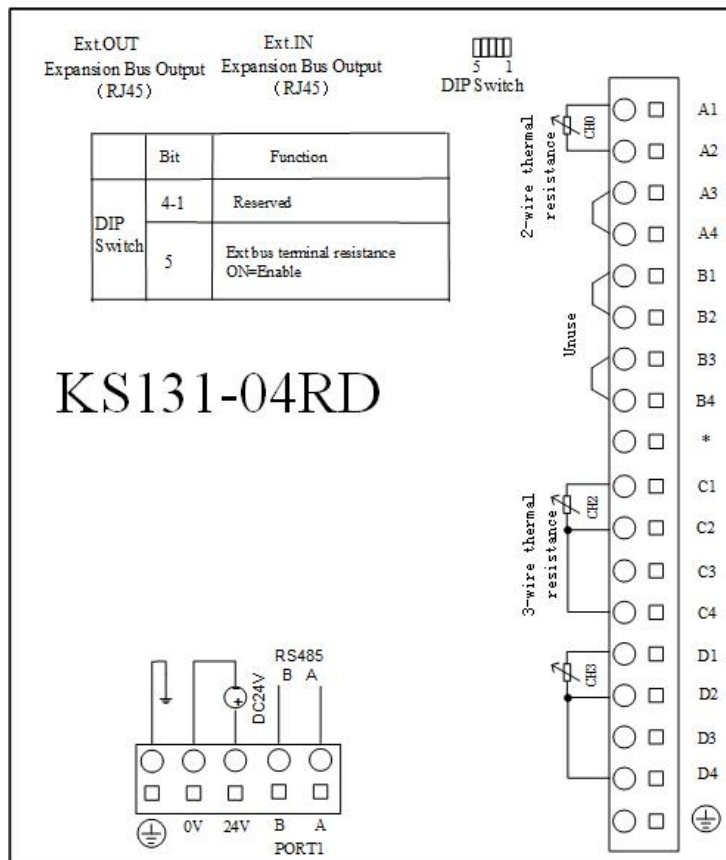 Ext.OUT
Expansion Bus Output
(RJ45)
Ext.IN
Expansion Bus Output
(RJ45)
5 1
DIP Switch
Bit Function
DIP Switch
4-1 Reserved
5 Ext bus terminal resistance
ON=Enable
KS131-04RD
2-wire thermal
resistance
CH0
Unuse
3-wire thermal
resistance
CH2
CH3
A1
A2
A3
A4
B1
B2
B3
B4
*
C1
C2
C3
C4
D1
D2
D3
D4
RS485
B A
DC24V
+
0V 24V B A
PORT1